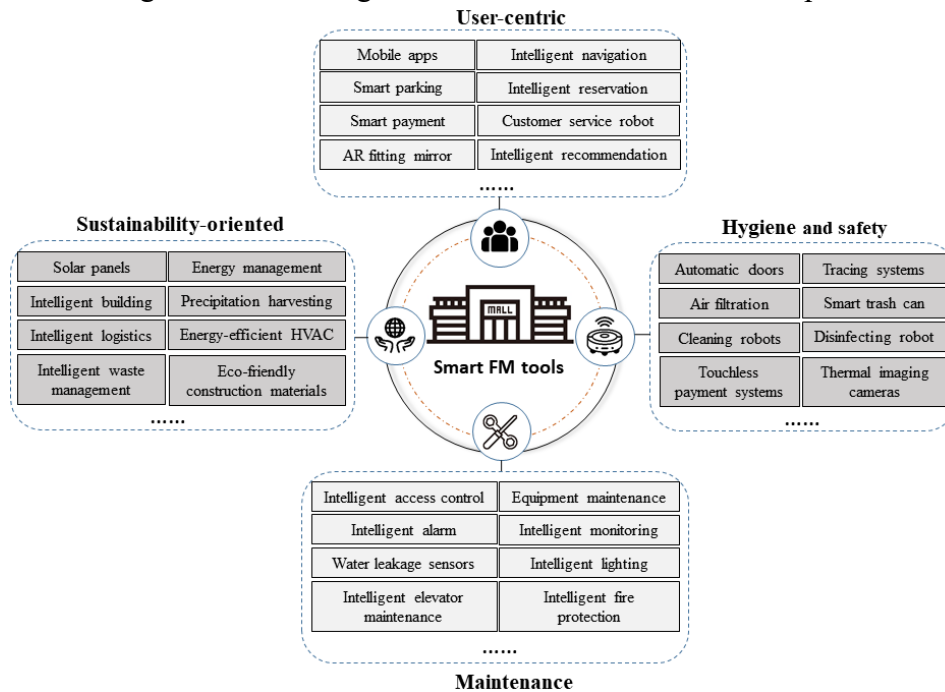 User-centric
Mobile apps
Intelligent navigation
Smart parking
Intelligent reservation
Smart payment
Customer service robot
AR fitting mirror
Intelligent recommendation
......
Sustainability-oriented
Solar panels
Energy management
Intelligent building
Precipitation harvesting
Intelligent logistics
Energy-efficient HVAC
Intelligent waste
management
Eco-friendly
construction materials
......
MALL
Smart FM tools
Hygiene and safety
Automatic doors
Tracing systems
Air filtration
Smart trash can
Cleaning robots
Disinfecting robot
Touchless
payment systems
Thermal imaging
cameras
......
Intelligent access control
Equipment maintenance
Intelligent alarm
Intelligent monitoring
Water leakage sensors
Intelligent lighting
Intelligent elevator
maintenance
Intelligent fire
protection
......
Maintenance